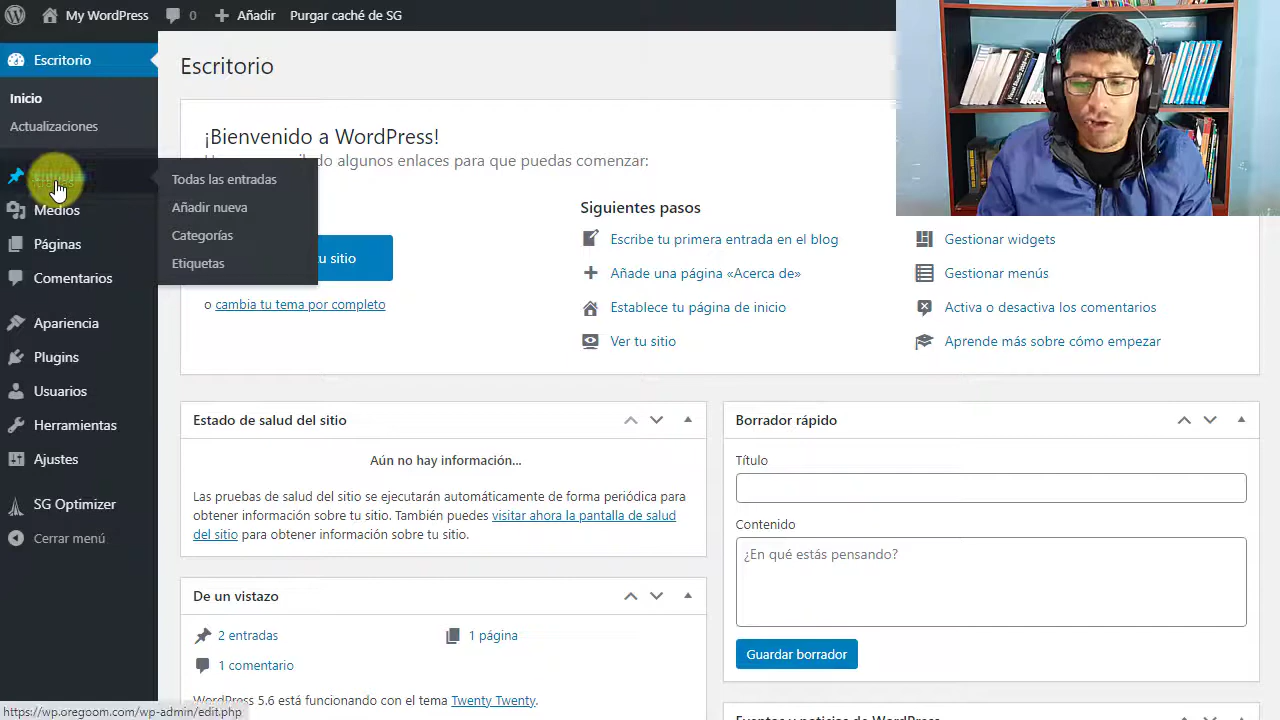 My WordPress
0
Añadir
Purgar caché de SG
Escritorio
Inicio
Actualizaciones
Medios
Páginas
Comentarios
Apariencia
Plugins
Usuarios
Herramientas
Ajustes
SG Optimizer
Cerrar menú
Todas las entradas
Añadir nueva
Categorías
Etiquetas
Escritorio
¡Bienvenido a WordPress!
algunos enlaces para que puedas comenzar:
tu sitio
o cambia tu tema por completo
Siguientes pasos
Escribe tu primera entrada en el blog
Añade una página «Acerca de»
Establece tu página de inicio
Ver tu sitio
Gestionar widgets
Gestionar menús
Activa o desactiva los comentarios
Aprende más sobre cómo empezar
Estado de salud del sitio
Aún no hay información...
Las pruebas de salud del sitio se ejecutarán automáticamente de forma periódica para
obtener información sobre tu sitio. También puedes visitar ahora la pantalla de salud
del sitio para obtener información sobre tu sitio.
De un vistazo
2 entradas
1 página
1 comentario
WordPress 5.6 está funcionando con el tema Twenty Twenty.
Borrador rápido
Título
Contenido
¿En qué estás pensando?
Guardar borrador
Eventos y noticias de WordPress
https://wp.oregoom.com/wp-admin/edit.php